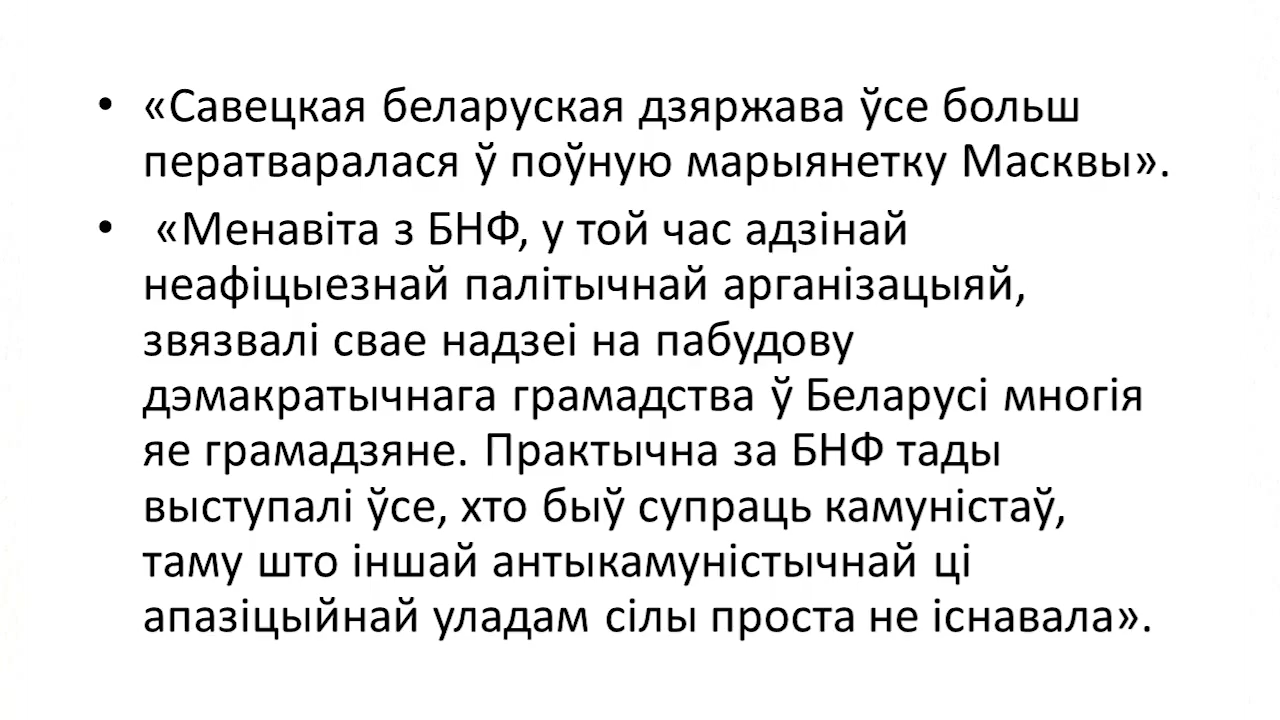 • «Савецкая беларуская дзяржава ўсе больш
ператваралася ў поўную марыянетку Масквы».
• «Менавіта з БНФ, у той час адзінай
неафіцыезнай палітычнай арганізацыяй,
звязвалі свае надзеі на пабудову
дэмакратычнага грамадства ў Беларусі многія
яе грамадзяне. Практычна за БНФ тады
выступалі ўсе, хто быў супраць камуністаў,
таму што іншай антыкамуністычнай ці
апазіцыйнай уладам сілы проста не існавала».